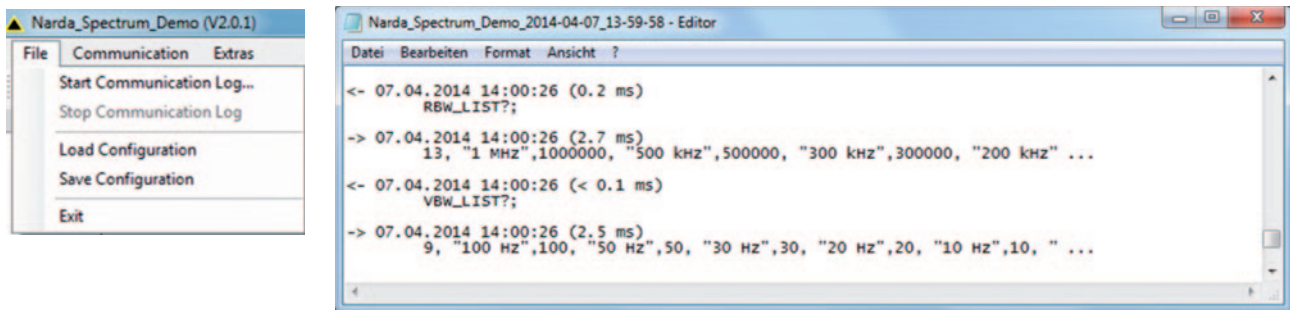 Narda_Spectrum_Demo (V2.0.1)
File Communication Extras
Start Communication Log...
Stop Communication Log
Load Configuration
Save Configuration
Exit
Narda_Spectrum_Demo_2014-04-07_13-59-58 - Editor
Datei Bearbeiten Format Ansicht ?
<- 07.04.2014 14:00:26 (0.2 ms)
RBW_LIST?;
-> 07.04.2014 14:00:26 (2.7 ms)
13, "1 MHz",1000000, "500 kHz",500000, "300 kHz",300000, "200 kHz" ...
<- 07.04.2014 14:00:26 (< 0.1 ms)
VBW_LIST?;
-> 07.04.2014 14:00:26 (2.5 ms)
9, "100 Hz",100, "50 Hz",50, "30 Hz",30, "20 Hz",20, "10 Hz",10, " ...